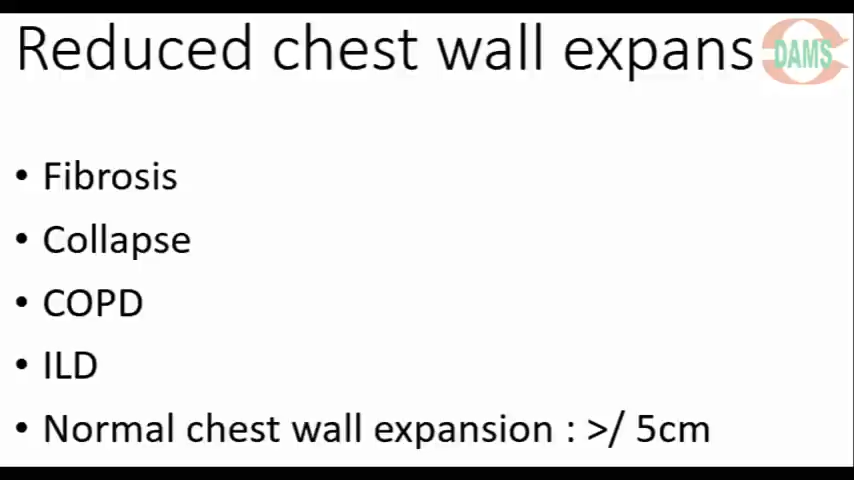 Reduced chest wall expans
DAMS
• Fibrosis
• Collapse
• COPD
• ILD
• Normal chest wall expansion : >/ 5cm